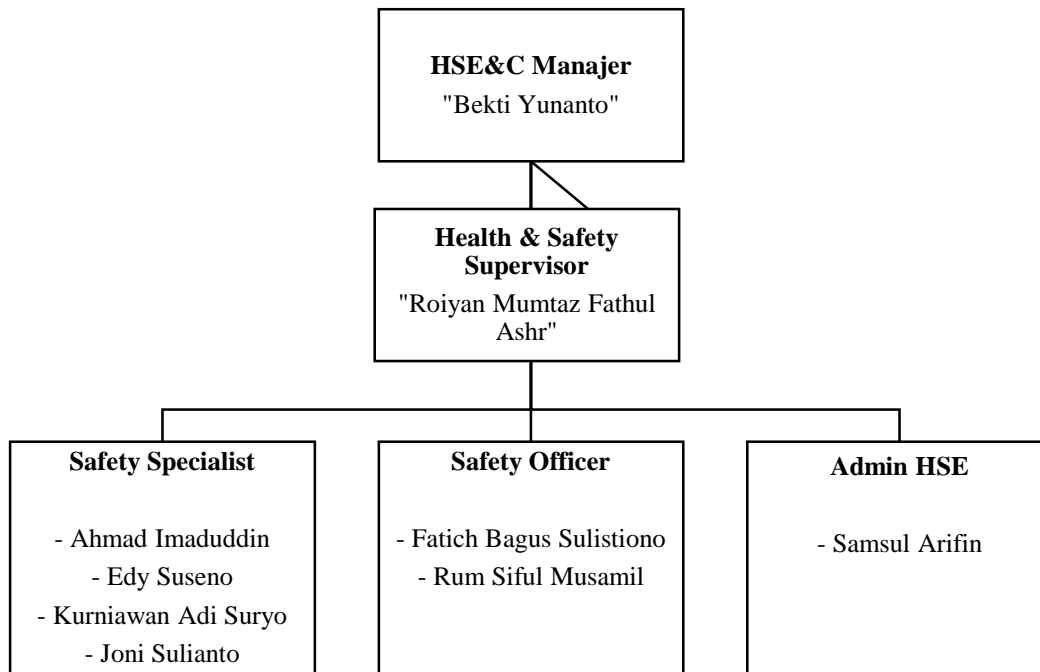 HSE&C Manajer
"Bekti Yunanto"
Health & Safety
Supervisor
"Roiyan Mumtaz Fathul
Ashr"
Safety Specialist
- Ahmad Imaduddin
- Edy Suseno
- Kurniawan Adi Suryo
- Joni Sulianto
Safety Officer
- Fatich Bagus Sulistiono
- Rum Siful Musamil
Admin HSE
- Samsul Arifin